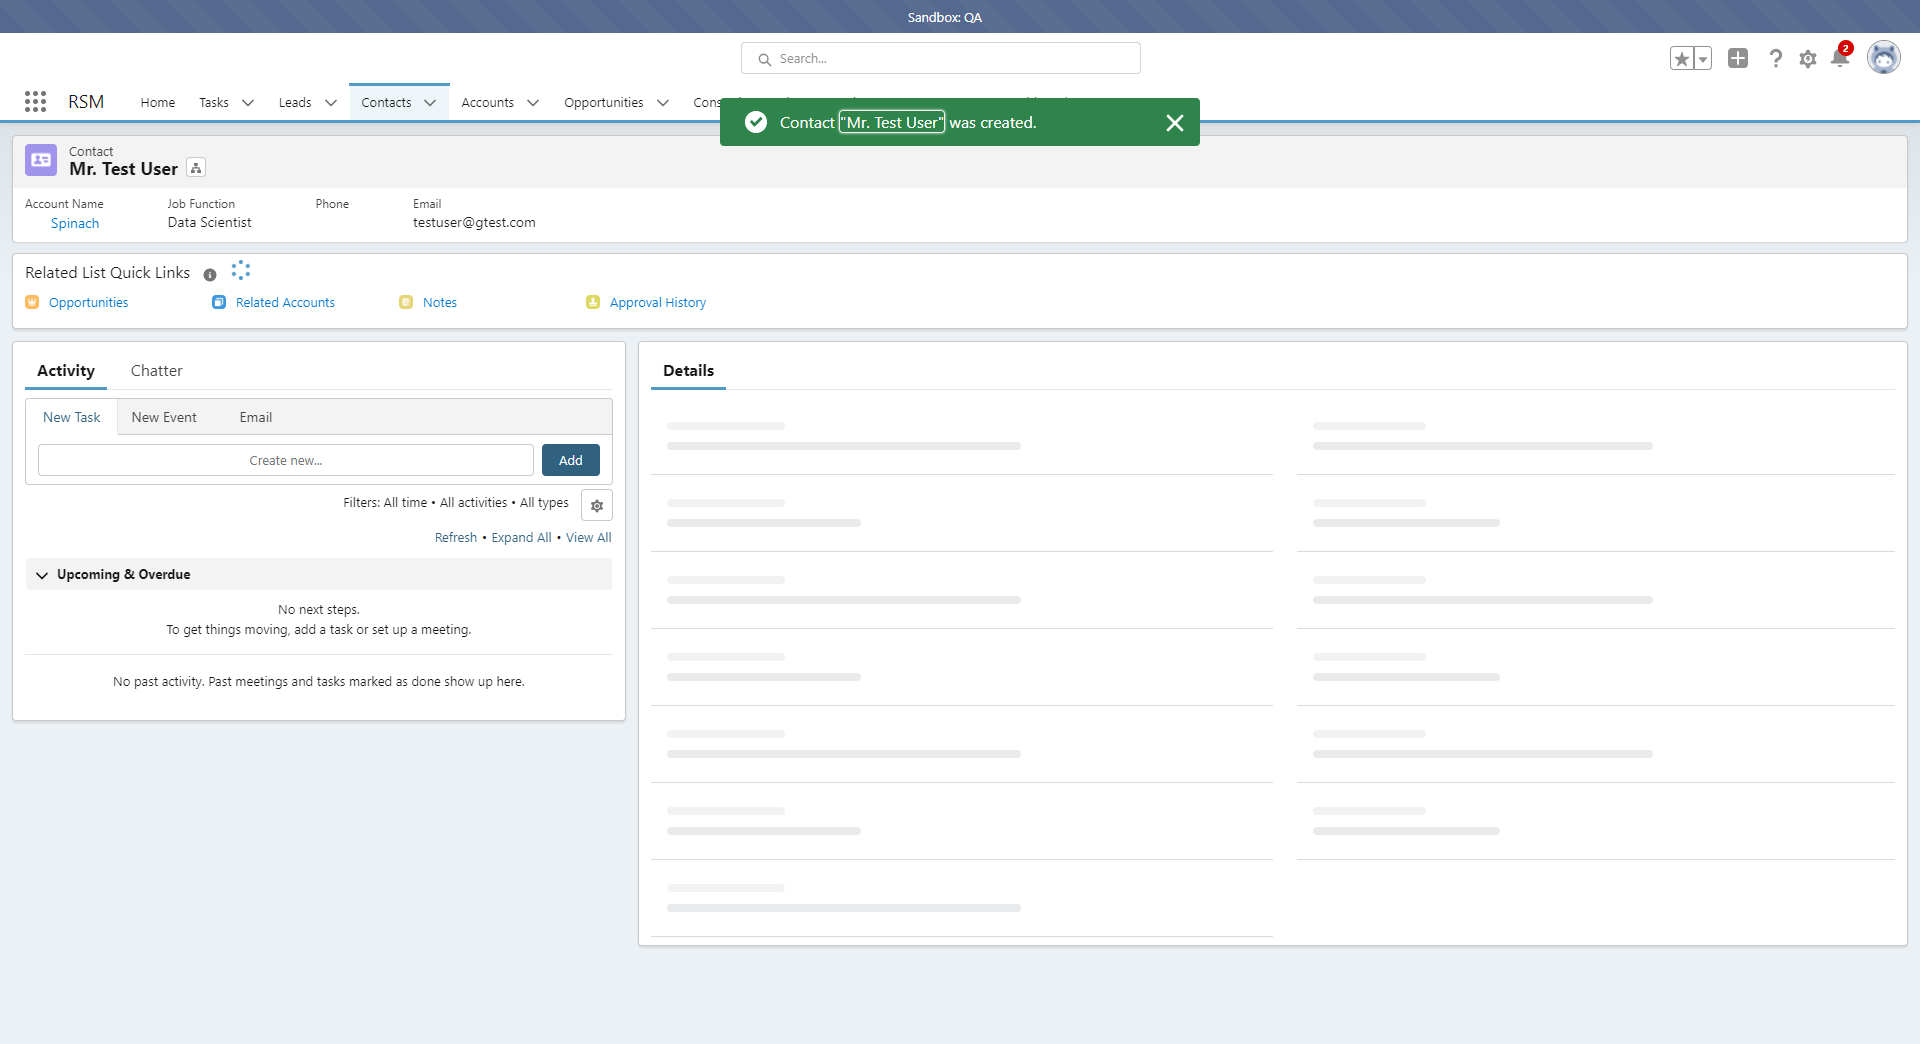 Sandbox: QA
Search...
2
RSM
Home
Tasks
Leads
Contacts
Accounts
Opportunities
Contact "Mr. Test User" was created.
Contact
Mr. Test User
Account Name
Job Function
Phone
Email
Spinach
Data Scientist
testuser@gtest.com
Related List Quick Links
Opportunities
Related Accounts
Notes
Approval History
Activity
Chatter
Details
New Task
New Event
Email
Create new...
Add
Filters: All time • All activities • All types
Refresh • Expand All • View All
Upcoming & Overdue
No next steps.
To get things moving, add a task or set up a meeting.
No past activity. Past meetings and tasks marked as done show up here.